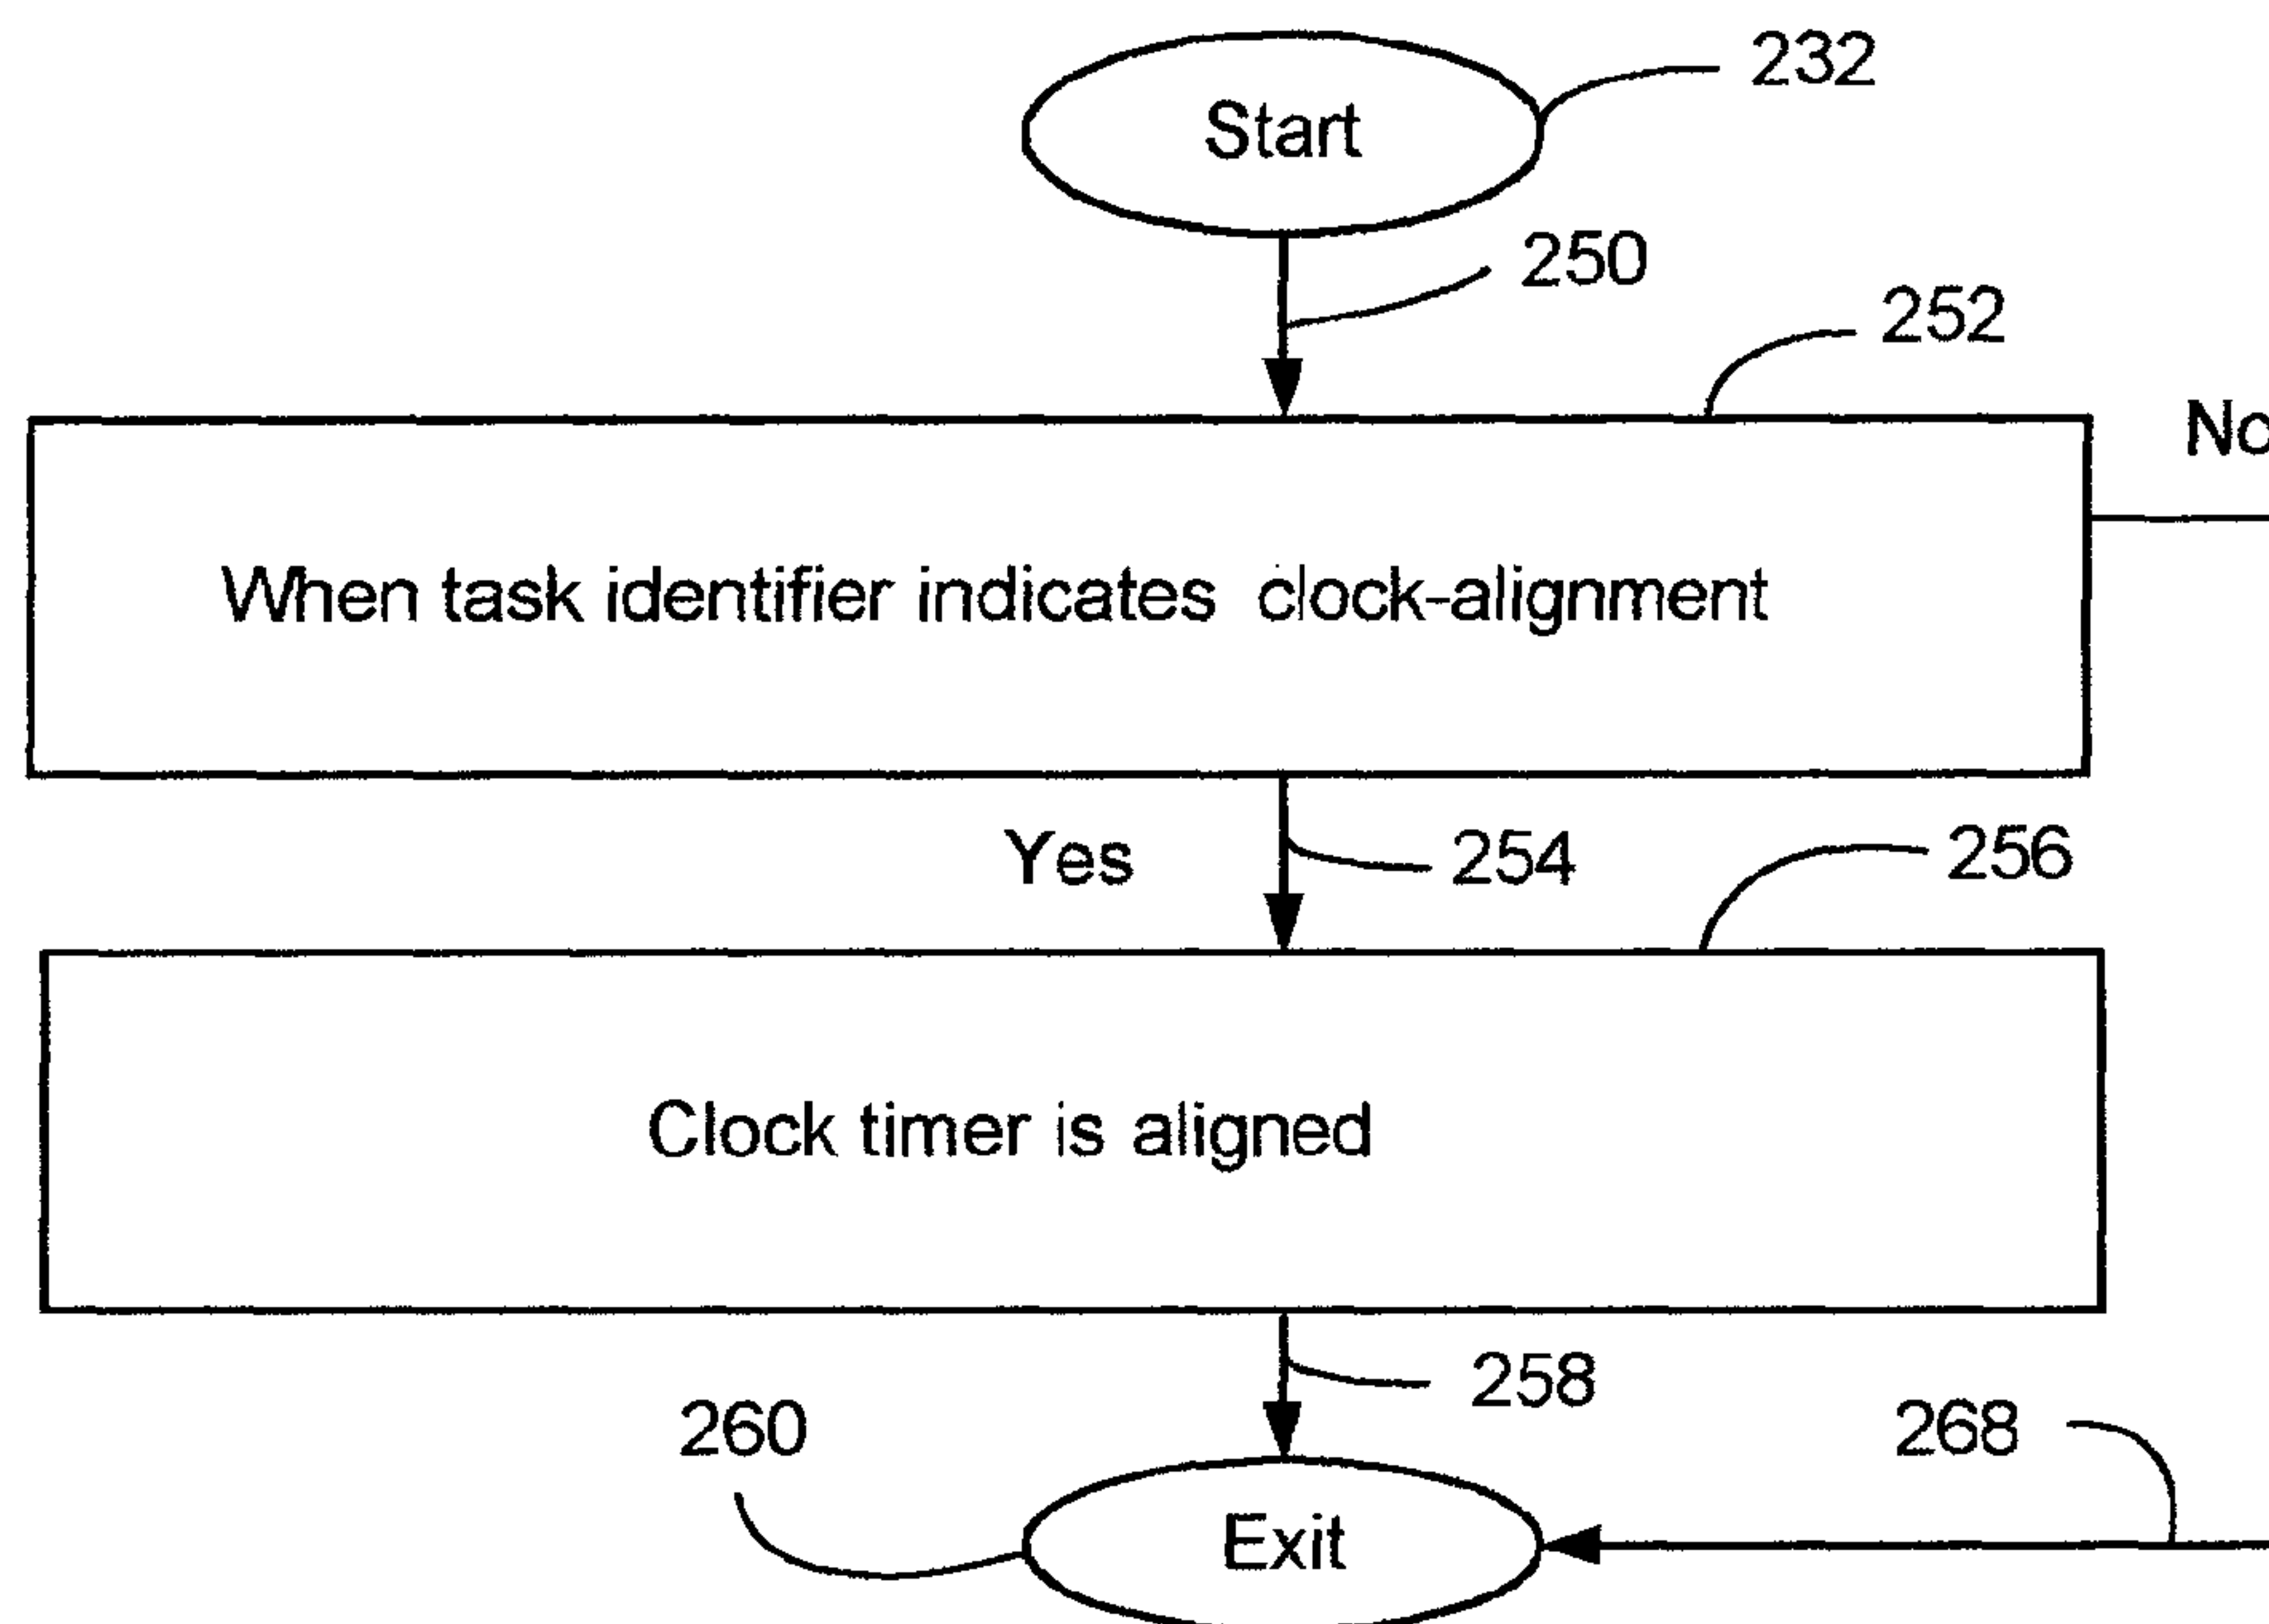 232
Start
250
252
No
When task identifier indicates clock-alignment
Yes
254
256
Clock timer is aligned
258
260
268
Exit